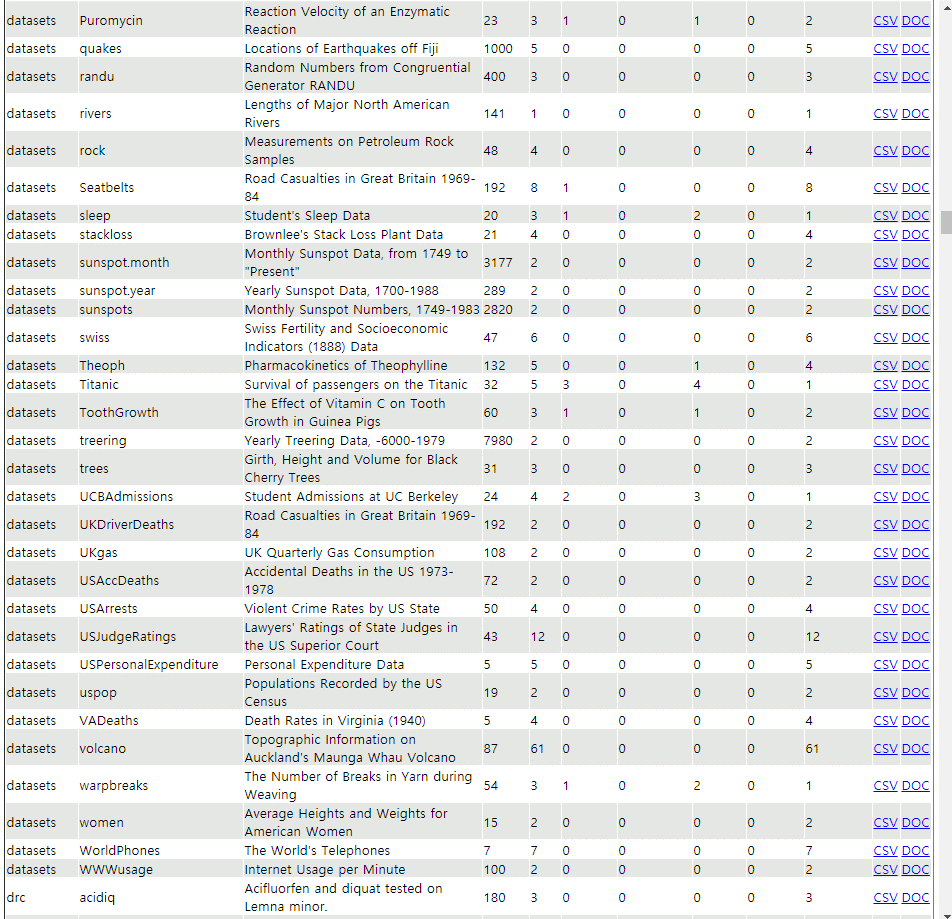 datasets Puromycin Reaction Velocity of an Enzymatic Reaction 23 3 1 0 1 0 2 CSV DOC
datasets quakes Locations of Earthquakes off Fiji 1000 5 0 0 0 0 5 CSV DOC
datasets randu Random Numbers from Congruential Generator RANDU 400 3 0 0 0 0 3 CSV DOC
datasets rivers Lengths of Major North American Rivers 141 1 0 0 0 0 1 CSV DOC
datasets rock Measurements on Petroleum Rock Samples 48 4 0 0 0 0 4 CSV DOC
datasets Seatbelts Road Casualties in Great Britain 1969-84 192 8 1 0 0 0 8 CSV DOC
datasets sleep Student's Sleep Data 20 3 1 0 2 0 1 CSV DOC
datasets stackloss Brownlee's Stack Loss Plant Data 21 4 0 0 0 0 4 CSV DOC
datasets sunspot.month Monthly Sunspot Data, from 1749 to "Present" 3177 2 0 0 0 0 2 CSV DOC
datasets sunspot.year Yearly Sunspot Data, 1700-1988 289 2 0 0 0 0 2 CSV DOC
datasets sunspots Monthly Sunspot Numbers, 1749-1983 2820 2 0 0 0 0 2 CSV DOC
datasets swiss Swiss Fertility and Socioeconomic Indicators (1888) Data 47 6 0 0 0 0 6 CSV DOC
datasets Theoph Pharmacokinetics of Theophylline 132 5 0 0 1 0 4 CSV DOC
datasets Titanic Survival of passengers on the Titanic 32 5 3 0 4 0 1 CSV DOC
datasets ToothGrowth The Effect of Vitamin C on Tooth Growth in Guinea Pigs 60 3 1 0 1 0 2 CSV DOC
datasets treering Yearly Treering Data, -6000-1979 7980 2 0 0 0 0 2 CSV DOC
datasets trees Girth, Height and Volume for Black Cherry Trees 31 3 0 0 0 0 3 CSV DOC
datasets UCBAdmissions Student Admissions at UC Berkeley 24 4 2 0 3 0 1 CSV DOC
datasets UKDriverDeaths Road Casualties in Great Britain 1969-84 192 2 0 0 0 0 2 CSV DOC
datasets UKgas UK Quarterly Gas Consumption 108 2 0 0 0 0 2 CSV DOC
datasets USAccDeaths Accidental Deaths in the US 1973-1978 72 2 0 0 0 0 2 CSV DOC
datasets USArrests Violent Crime Rates by US State 50 4 0 0 0 0 4 CSV DOC
datasets USJudgeRatings Lawyers' Ratings of State Judges in the US Superior Court 43 12 0 0 0 0 12 CSV DOC
datasets USPersonalExpenditure Personal Expenditure Data 5 5 0 0 0 0 5 CSV DOC
datasets uspop Populations Recorded by the US Census 19 2 0 0 0 0 2 CSV DOC
datasets VADeaths Death Rates in Virginia (1940) 5 4 0 0 0 0 4 CSV DOC
datasets volcano Topographic Information on Auckland's Maunga Whau Volcano 87 61 0 0 0 0 61 CSV DOC
datasets warpbreaks The Number of Breaks in Yarn during Weaving 54 3 1 0 2 0 1 CSV DOC
datasets women Average Heights and Weights for American Women 15 2 0 0 0 0 2 CSV DOC
datasets WorldPhones The World's Telephones 7 7 0 0 0 0 7 CSV DOC
datasets WWWusage Internet Usage per Minute 100 2 0 0 0 0 2 CSV DOC
drc acidiq Acifluorfen and diquat tested on Lemna minor. 180 3 0 0 0 0 3 CSV DOC